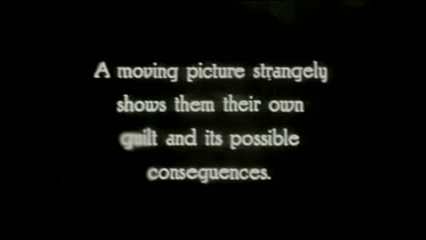 A moving picture strangely
shows them their own
guilt and its possible
consequences.